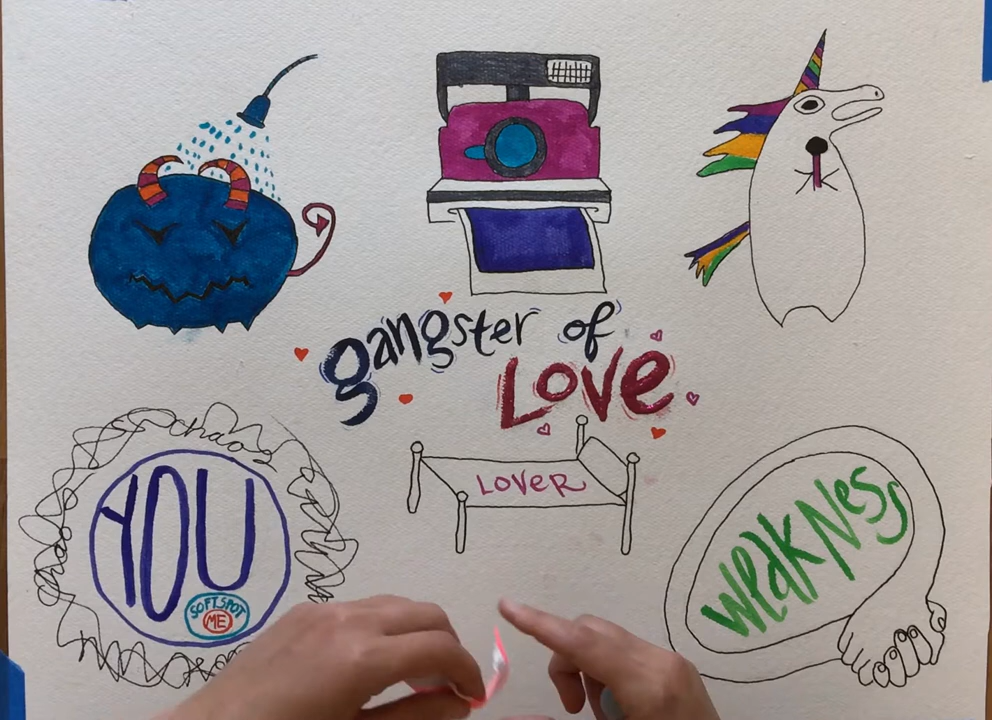 gangster of
LOVE
chaos
YOU
SOFT SPOT
ME
LOVER
WEAKNESS